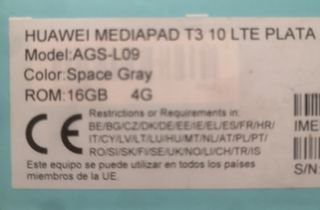 HUAWEI MEDIAPAD T3 10 LTE PLATA
Model:AGS-L09
Color:Space Gray
ROM:16GB 4G
CE
Restrictions or Requirements in:
BE/BG/CZ/DK/DE/EE/IE/EL/ES/FR/HR/
IT/CY/LV/LT/LU/HU/MT/NL/AT/PL/PT/
RO/SI/SK/FI/SE/UK/NO/LI/CH/TR/IS
Este equipo se puede utilizar en todos los países
miembros de la UE.
IME
S/N